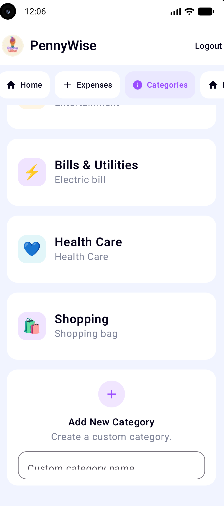 12:06
PennyWise
Logout
Home
Expenses
Categories
Entertainment
Bills & Utilities
Electric bill
Health Care
Health Care
Shopping
Shopping bag
Add New Category
Create a custom category.
Custom category name